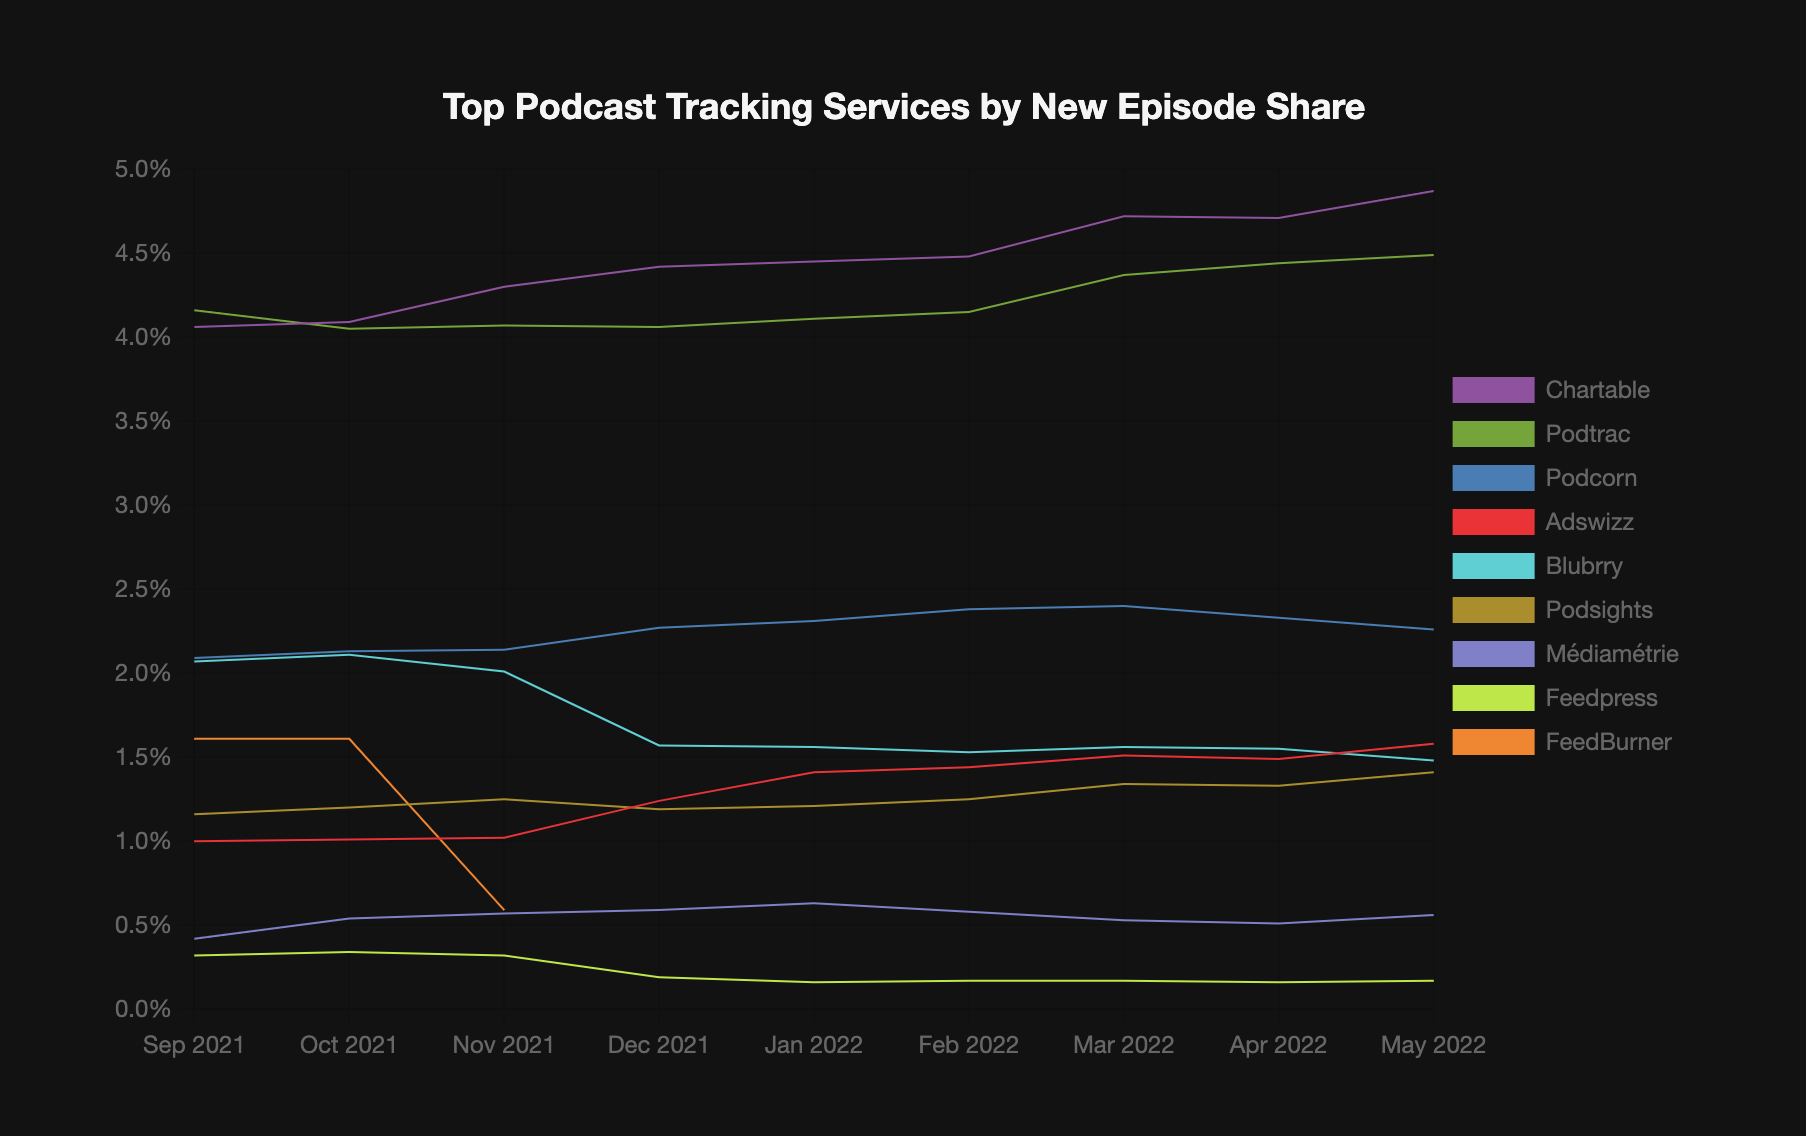 Top Podcast Tracking Services by New Episode Share
5.0%
4.5%
4.0%
3.5%
3.0%
2.5%
2.0%
1.5%
1.0%
0.5%
0.0%
Sep 2021 Oct 2021 Nov 2021 Dec 2021 Jan 2022 Feb 2022 Mar 2022 Apr 2022 May 2022
Chartable
Podtrac
Podcorn
Adswizz
Blubrry
Podsights
Médiamétrie
Feedpress
FeedBurner